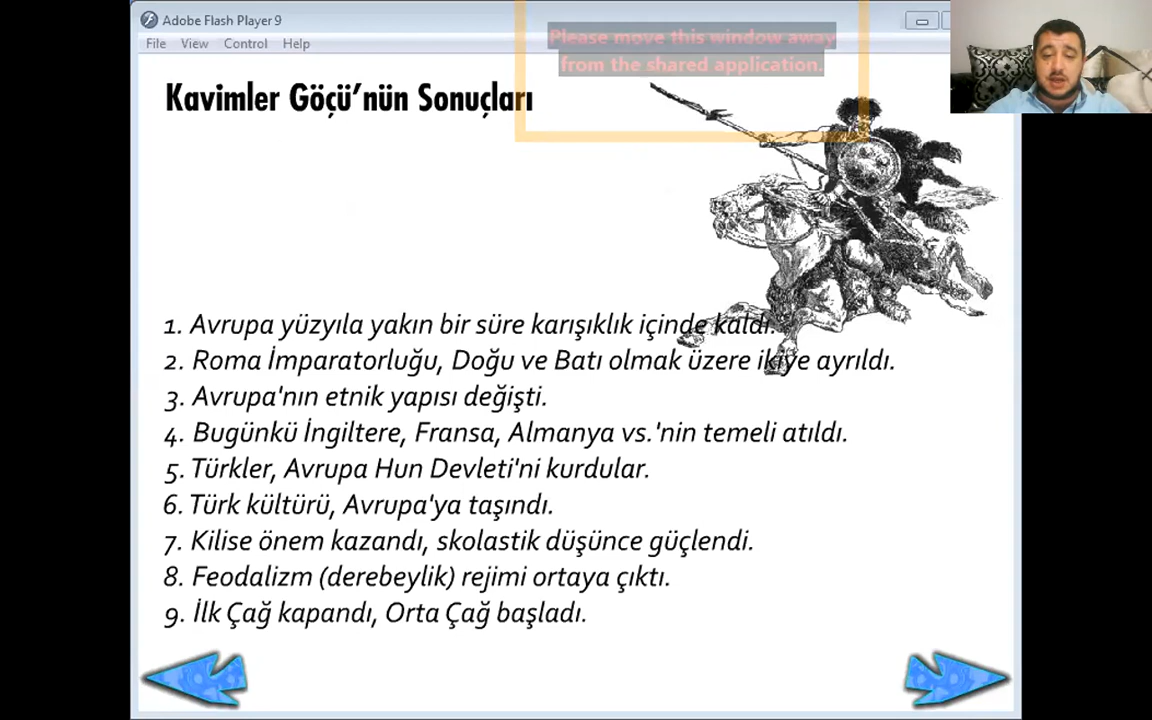 Adobe Flash Player 9
File View Control Help
Please move this window away
from the shared application.
Kavimler Göçü’nün Sonuçları
1. Avrupa yüzyıla yakın bir süre karışıklık içinde kaldı.
2. Roma İmparatorluğu, Doğu ve Batı olmak üzere ikiye ayrıldı.
3. Avrupa'nın etnik yapısı değişti.
4. Bugünkü İngiltere, Fransa, Almanya vs.'nin temeli atıldı.
5. Türkler, Avrupa Hun Devleti'ni kurdular.
6. Türk kültürü, Avrupa'ya taşındı.
7. Kilise önem kazandı, skolastik düşünce güçlendi.
8. Feodalizm (derebeylik) rejimi ortaya çıktı.
9. İlk Çağ kapandı, Orta Çağ başladı.